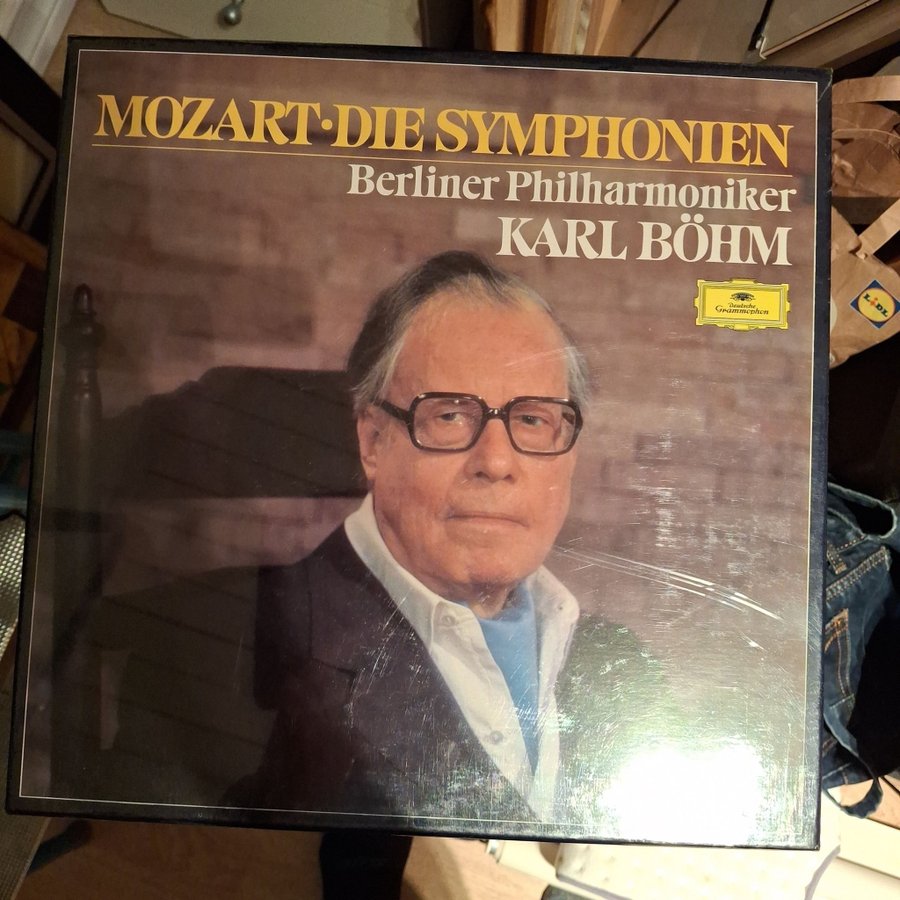 MOZART·DIE SYMPHONIEN
Berliner Philharmoniker
KARL BÖHM
Deutsche
Grammophon
LIDL